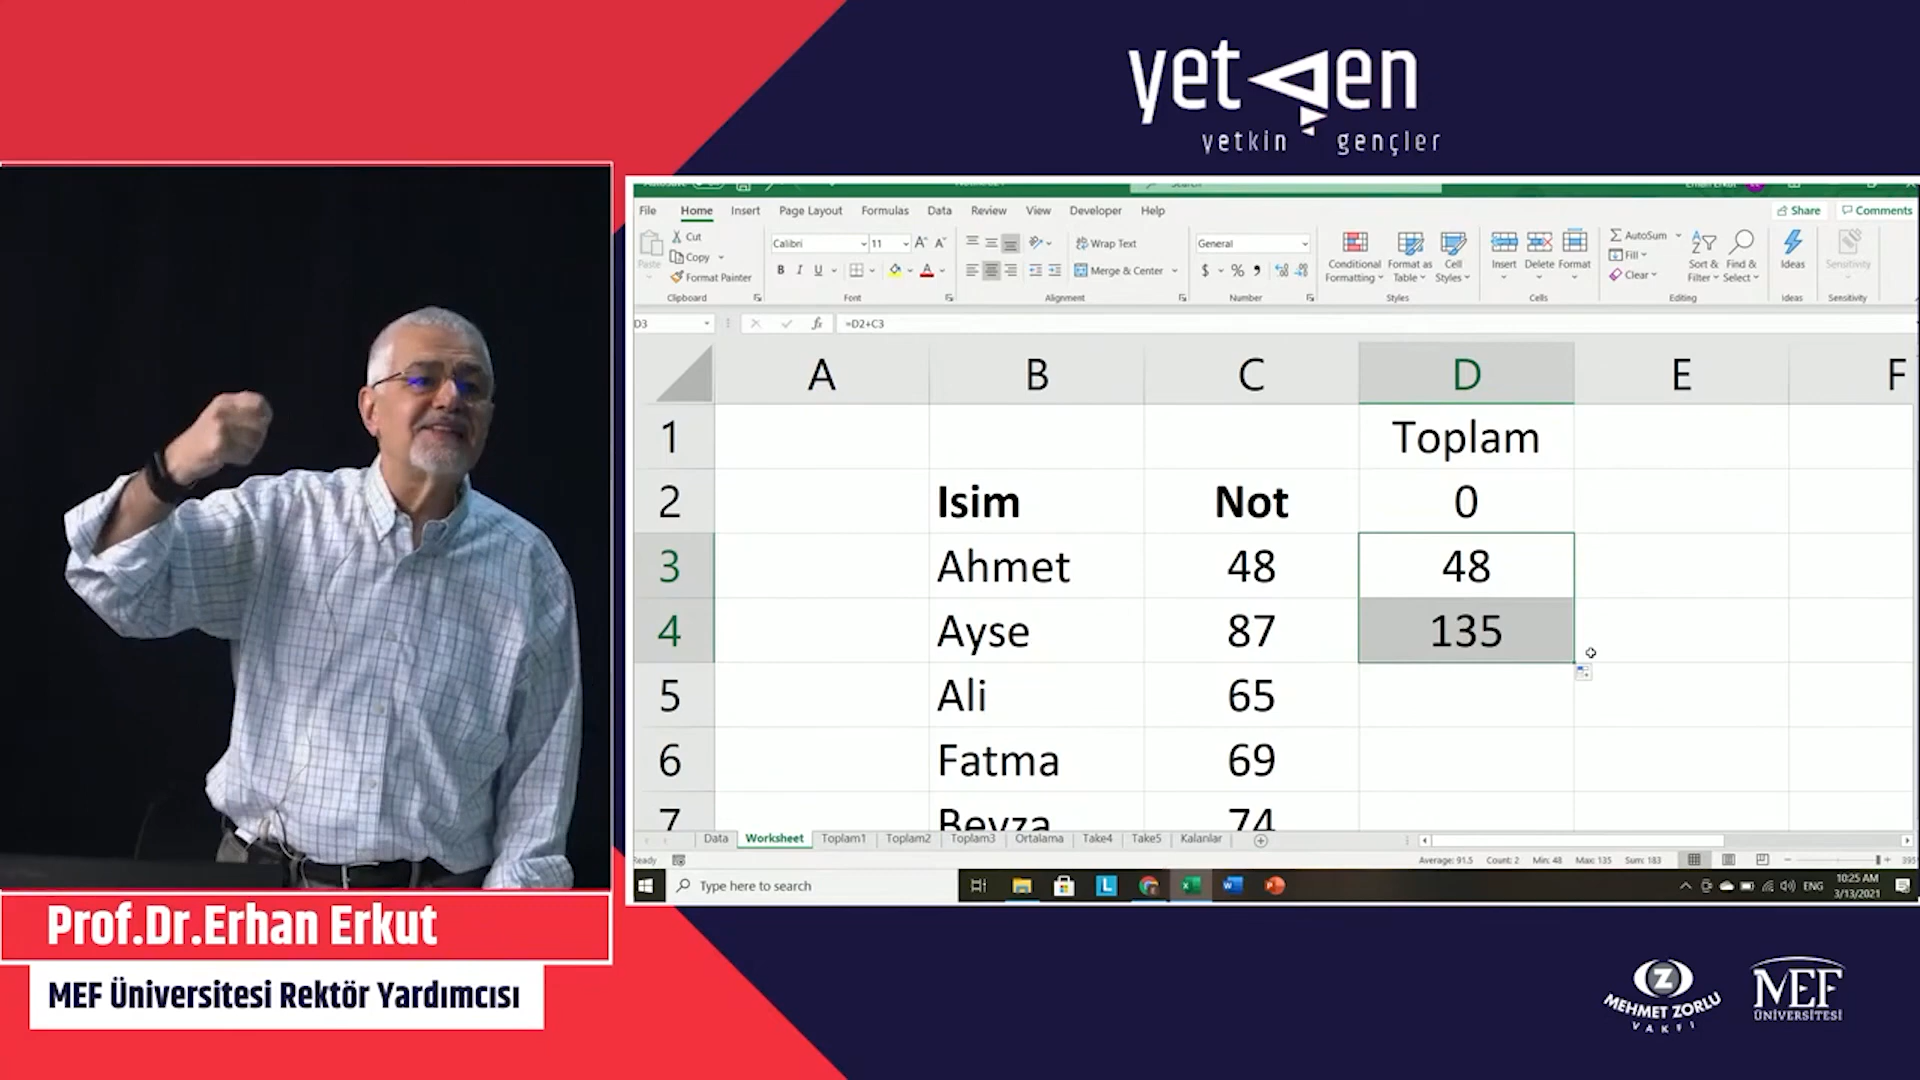 yetgen
yetkin gençler
File Home Insert Page Layout Formulas Data Review View Developer Help Share Comments
Paste Cut Copy Format Painter Clipboard
Calibri 11 Font
Wrap Text Merge & Center Alignment
General Number
Conditional Formatting Format as Table Cell Styles Styles
Insert Delete Format Cells
AutoSum Fill Clear Sort & Filter Find & Select Editing
Ideas Ideas
Sensitivity Sensitivity
D3 fx =D2+C3
A B C D E F
1 Toplam
2 Isim Not 0
3 Ahmet 48 48
4 Ayse 87 135
5 Ali 65
6 Fatma 69
7 Beyza 74
Data Worksheet Toplam1 Toplam2 Toplam3 Ortalama Take4 Take5 Kalanlar
Ready Average: 91.5 Count: 2 Min: 48 Max: 135 Sum: 183
Type here to search ENG 10:25 AM
3/13/2021
Prof.Dr.Erhan Erkut
MEF Üniversitesi Rektör Yardımcısı
MEHMET ZORLU
VAKFI
MEF
ÜNİVERSİTESİ